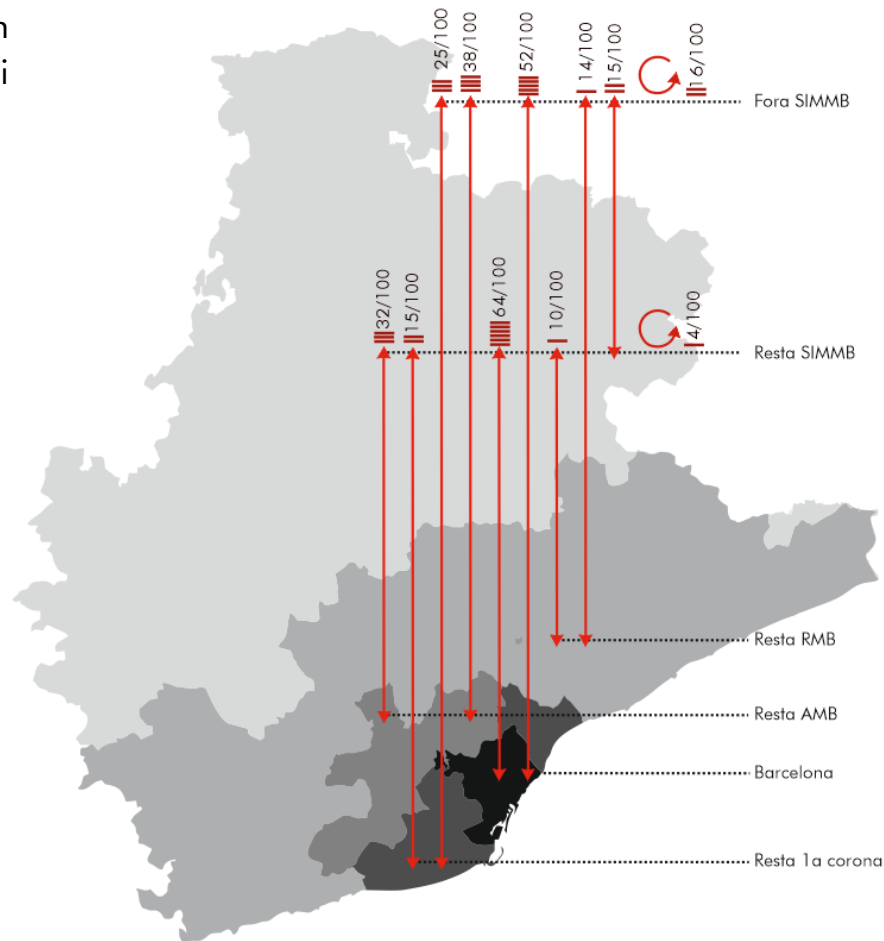 n
i
25/100
38/100
52/100
14/100
15/100
16/100
Fora SIMMB
32/100
15/100
64/100
10/100
4/100
Resta SIMMB
Resta RMB
Resta AMB
Barcelona
Resta 1a corona